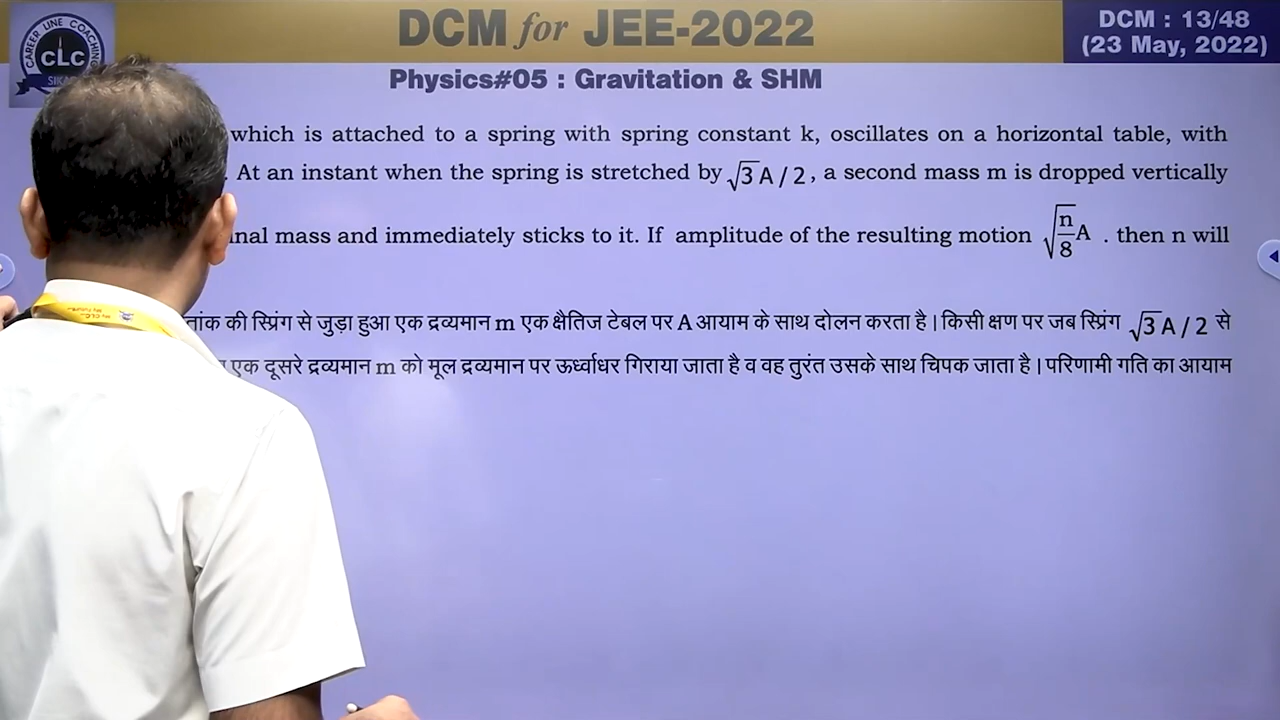 DCM for JEE-2022
DCM : 13/48
(23 May, 2022)
CAREER LINE COACHING
CLC
Physics#05 : Gravitation & SHM
which is attached to a spring with spring constant k, oscillates on a horizontal table, with
. At an instant when the spring is stretched by √3 A / 2 , a second mass m is dropped vertically
mass and immediately sticks to it. If amplitude of the resulting motion √(n/8) A . then n will
की स्प्रिंग से जुड़ा हुआ एक द्रव्यमान m एक क्षैतिज टेबल पर A आयाम के साथ दोलन करता है। किसी क्षण पर जब स्प्रिंग √3 A / 2 से
एक दूसरे द्रव्यमान m को मूल द्रव्यमान पर ऊर्ध्वाधर गिराया जाता है व वह तुरंत उसके साथ चिपक जाता है। परिणामी गति का आयाम